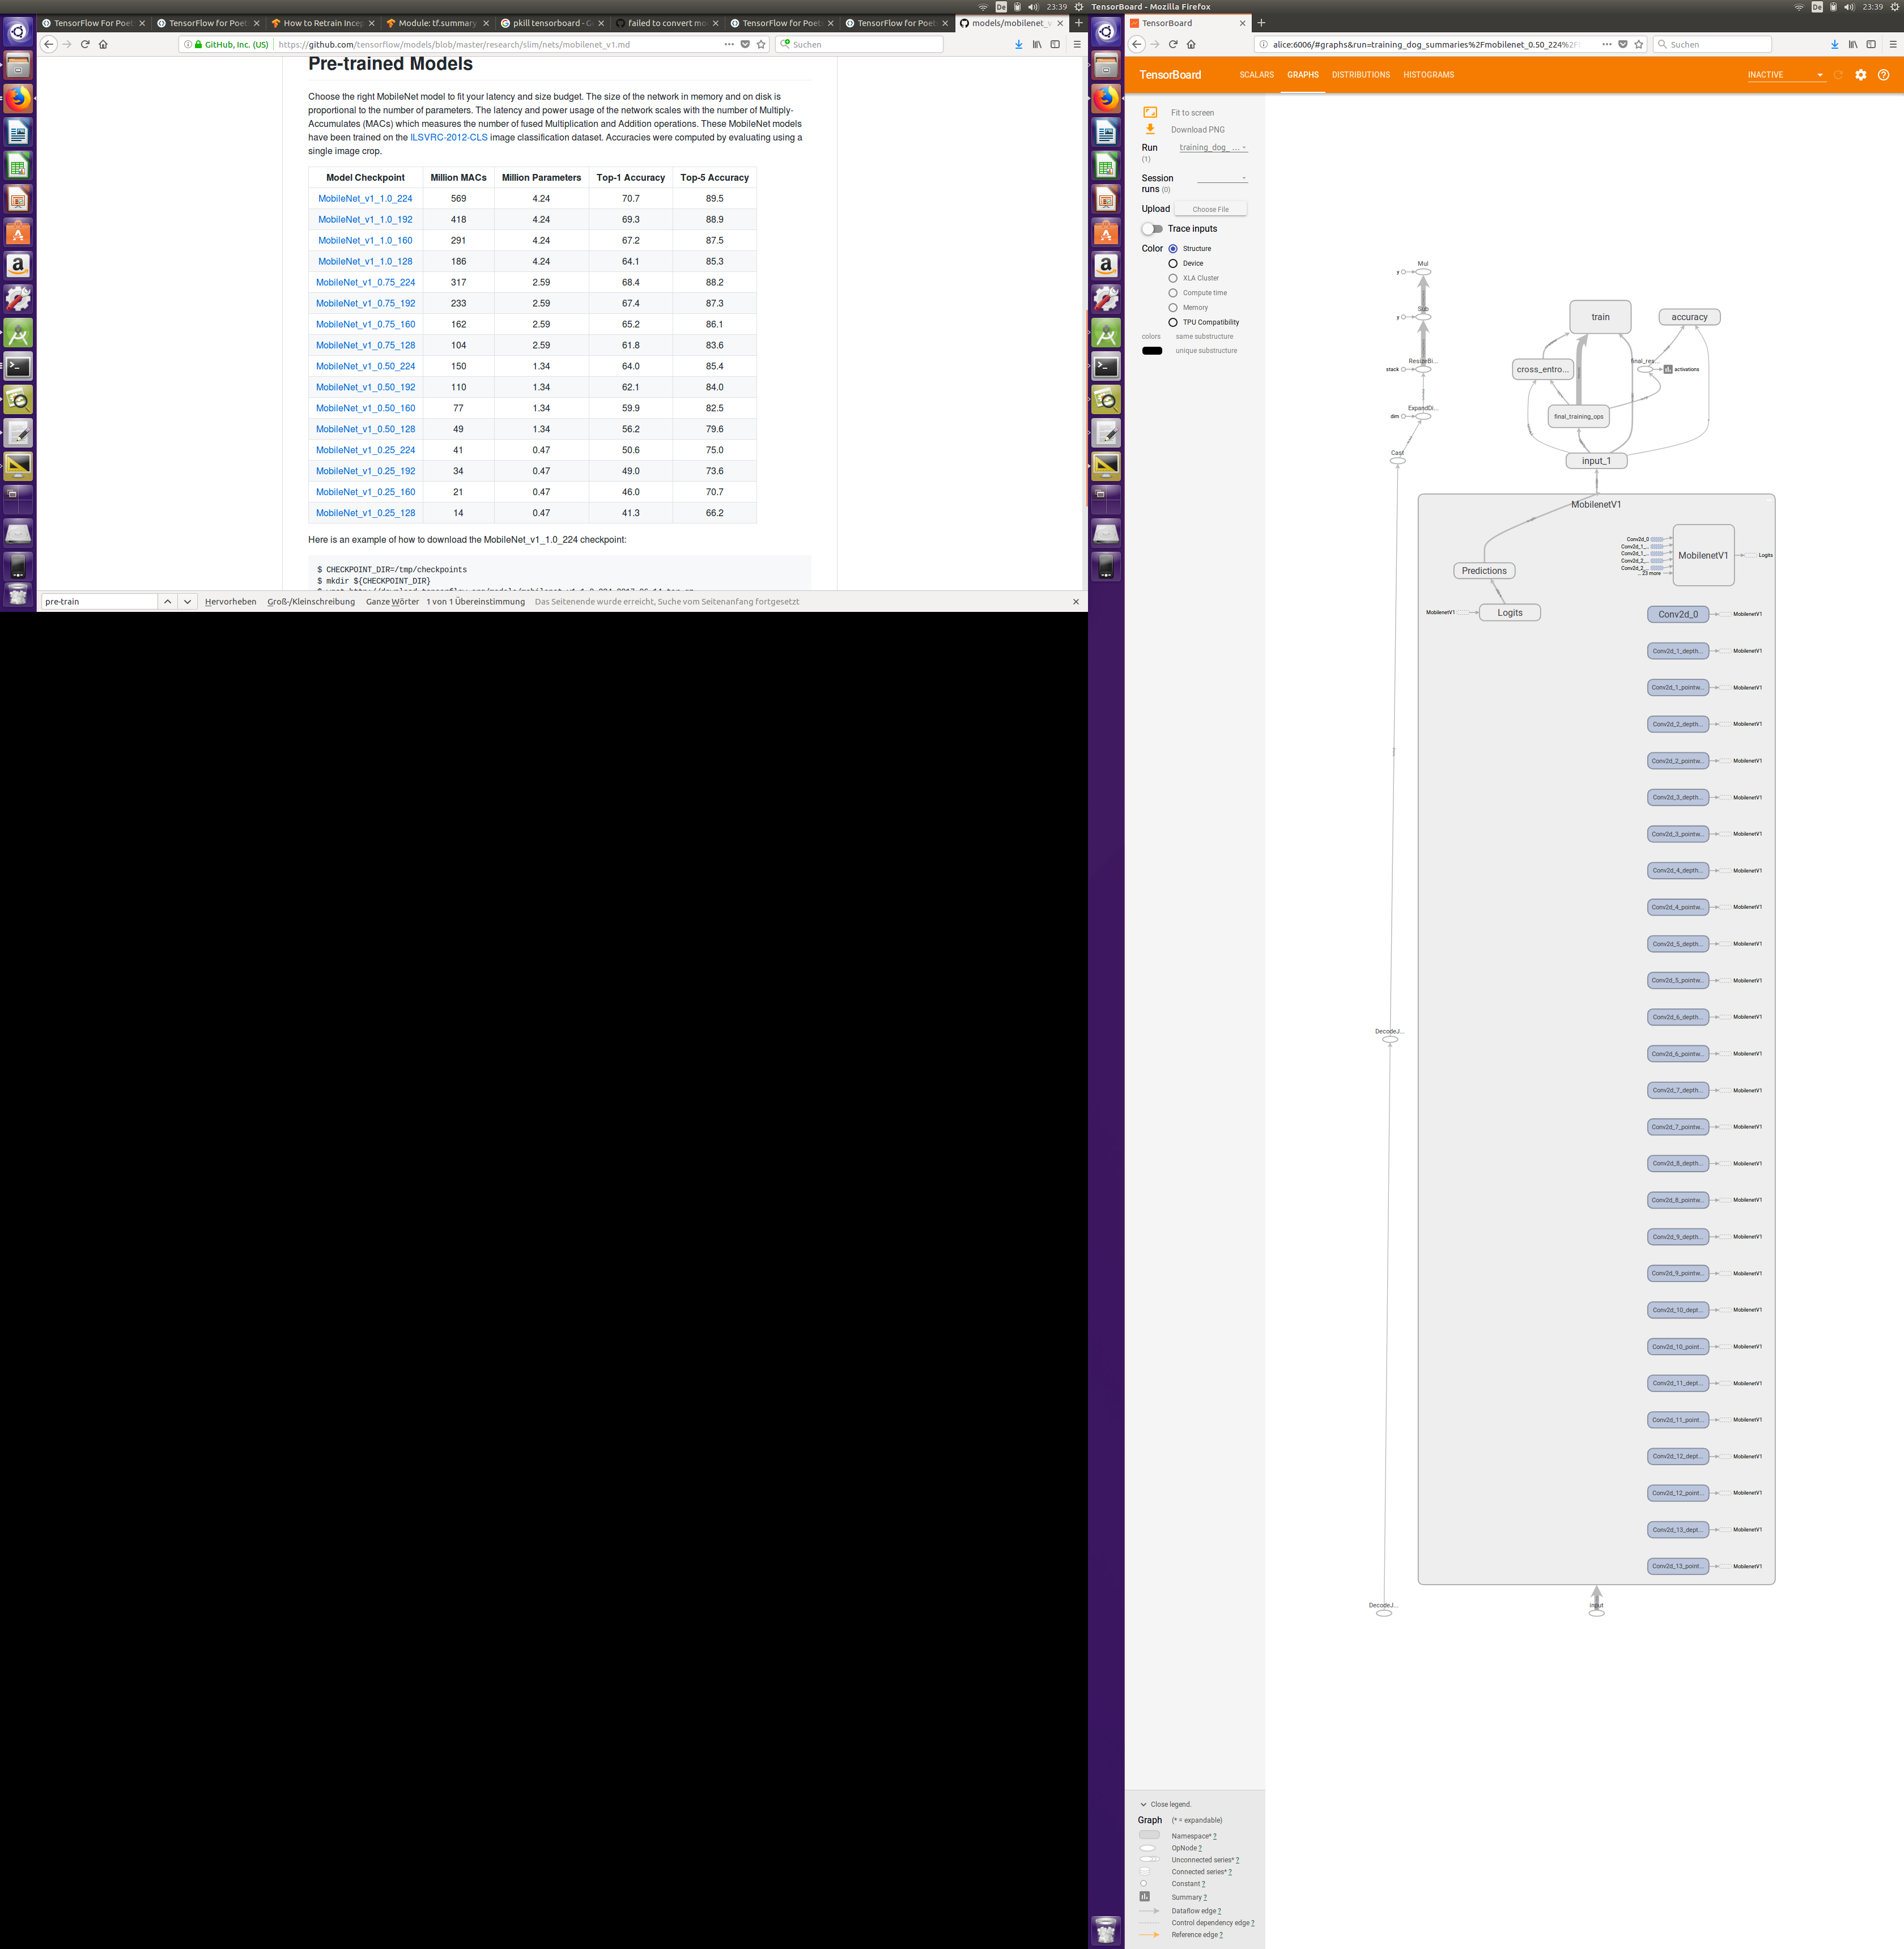 De 23:39
TensorFlow For Poet
TensorFlow for Poet
How to Retrain Incep
Module: tf.summary
pkill tensorboard - G
failed to convert mo
TensorFlow For Poet
TensorFlow For Poet
models/mobilenet_v
GitHub, Inc. (US)
https://github.com/tensorflow/models/blob/master/research/slim/nets/mobilenet_v1.md
Suchen
Pre-trained Models
Choose the right MobileNet model to fit your latency and size budget. The size of the network in memory and on disk is
proportional to the number of parameters. The latency and power usage of the network scales with the number of Multiply-
Accumulates (MACs) which measures the number of fused Multiplication and Addition operations. These MobileNet models
have been trained on the ILSVRC-2012-CLS image classification dataset. Accuracies were computed by evaluating using a
single image crop.
Model Checkpoint Million MACs Million Parameters Top-1 Accuracy Top-5 Accuracy
MobileNet_v1_1.0_224 569 4.24 70.7 89.5
MobileNet_v1_1.0_192 418 4.24 69.3 88.9
MobileNet_v1_1.0_160 291 4.24 67.2 87.5
MobileNet_v1_1.0_128 186 4.24 64.1 85.3
MobileNet_v1_0.75_224 317 2.59 68.4 88.2
MobileNet_v1_0.75_192 233 2.59 67.4 87.3
MobileNet_v1_0.75_160 162 2.59 65.2 86.1
MobileNet_v1_0.75_128 104 2.59 61.8 83.6
MobileNet_v1_0.50_224 150 1.34 64.0 85.4
MobileNet_v1_0.50_192 110 1.34 62.1 84.0
MobileNet_v1_0.50_160 77 1.34 59.9 82.5
MobileNet_v1_0.50_128 49 1.34 56.2 79.6
MobileNet_v1_0.25_224 41 0.47 50.6 75.0
MobileNet_v1_0.25_192 34 0.47 49.0 73.6
MobileNet_v1_0.25_160 21 0.47 46.0 70.7
MobileNet_v1_0.25_128 14 0.47 41.3 66.2
Here is an example of how to download the MobileNet_v1_1.0_224 checkpoint:
$ CHECKPOINT_DIR=/tmp/checkpoints
$ mkdir ${CHECKPOINT_DIR}
pre-train
Hervorheben
Groß-/Kleinschreibung
Ganze Wörter
1 von 1 Übereinstimmung
Das Seitenende wurde erreicht, Suche vom Seitenanfang fortgesetzt
TensorBoard - Mozilla Firefox
De 23:39
TensorBoard
alice:6006/#graphs&run=training_dog_summaries%2Fmobilenet_0.50_224%2F
Suchen
TensorBoard
SCALARS
GRAPHS
DISTRIBUTIONS
HISTOGRAMS
INACTIVE
Fit to screen
Download PNG
Run
(1)
training_dog_ ...
Session
runs (0)
Upload
Choose File
Trace inputs
Color
Structure
Device
XLA Cluster
Compute time
Memory
TPU Compatibility
colors same substructure
unique substructure
Mul
y
Sub
y
ResizeBi...
stack
ExpandDi...
dim
Cast
DecodeJ...
DecodeJ...
train
accuracy
cross_entro...
final_res...
activations
final_training_ops
input_1
MobilenetV1
Conv2d_0
Conv2d_1_...
Conv2d_1_...
Conv2d_2_...
Conv2d_2_...
... 23 more
MobilenetV1
Logits
Predictions
MobilenetV1
Logits
Conv2d_0 MobilenetV1
Conv2d_1_depth... MobilenetV1
Conv2d_1_pointw... MobilenetV1
Conv2d_2_depth... MobilenetV1
Conv2d_2_pointw... MobilenetV1
Conv2d_3_depth... MobilenetV1
Conv2d_3_pointw... MobilenetV1
Conv2d_4_depth... MobilenetV1
Conv2d_4_pointw... MobilenetV1
Conv2d_5_depth... MobilenetV1
Conv2d_5_pointw... MobilenetV1
Conv2d_6_depth... MobilenetV1
Conv2d_6_pointw... MobilenetV1
Conv2d_7_depth... MobilenetV1
Conv2d_7_pointw... MobilenetV1
Conv2d_8_depth... MobilenetV1
Conv2d_8_pointw... MobilenetV1
Conv2d_9_depth... MobilenetV1
Conv2d_9_pointw... MobilenetV1
Conv2d_10_dept... MobilenetV1
Conv2d_10_point... MobilenetV1
Conv2d_11_dept... MobilenetV1
Conv2d_11_point... MobilenetV1
Conv2d_12_dept... MobilenetV1
Conv2d_12_point... MobilenetV1
Conv2d_13_dept... MobilenetV1
Conv2d_13_point... MobilenetV1
input
Close legend.
Graph (* = expandable)
Namespace* ?
OpNode ?
Unconnected series* ?
Connected series* ?
Constant ?
Summary ?
Dataflow edge ?
Control dependency edge ?
Reference edge ?